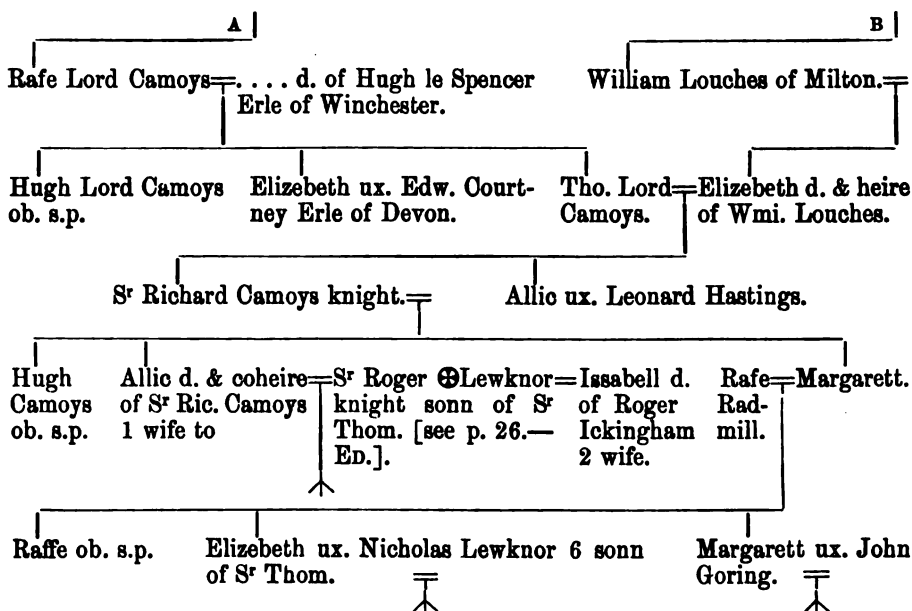 A B
Rafe Lord Camoys=. . . . d. of Hugh le Spencer
Erle of Winchester.
William Louches of Milton.=
Hugh Lord Camoys
ob. s.p.
Elizebeth ux. Edw. Court-
ney Erle of Devon.
Tho. Lord
Camoys.
=Elizebeth d. & heire
of Wmi. Louches.
Sr Richard Camoys knight.=
Allic ux. Leonard Hastings.
Hugh
Camoys
ob. s.p.
Allic d. & coheire
of Sr Ric. Camoys
1 wife to
=Sr Roger ⊕Lewknor
knight sonn of Sr
Thom. [see p. 26.—
ED.].
=Issabell d.
of Roger
Ickingham
2 wife.
Rafe
Rad-
mill.
=Margarett.
Raffe ob. s.p.
Elizebeth ux. Nicholas Lewknor 6 sonn
of Sr Thom. =
Margarett ux. John
Goring. =